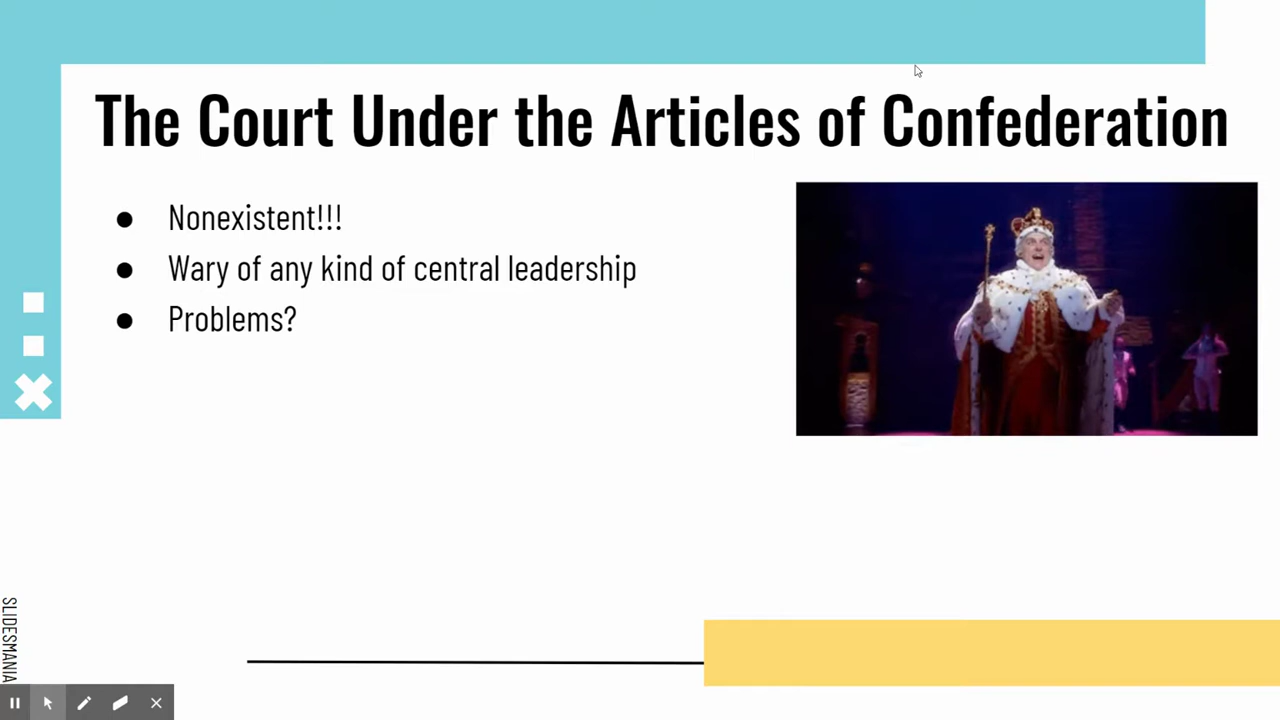 The Court Under the Articles of Confederation
Nonexistent!!!
Wary of any kind of central leadership
Problems?
SLIDESMANIA